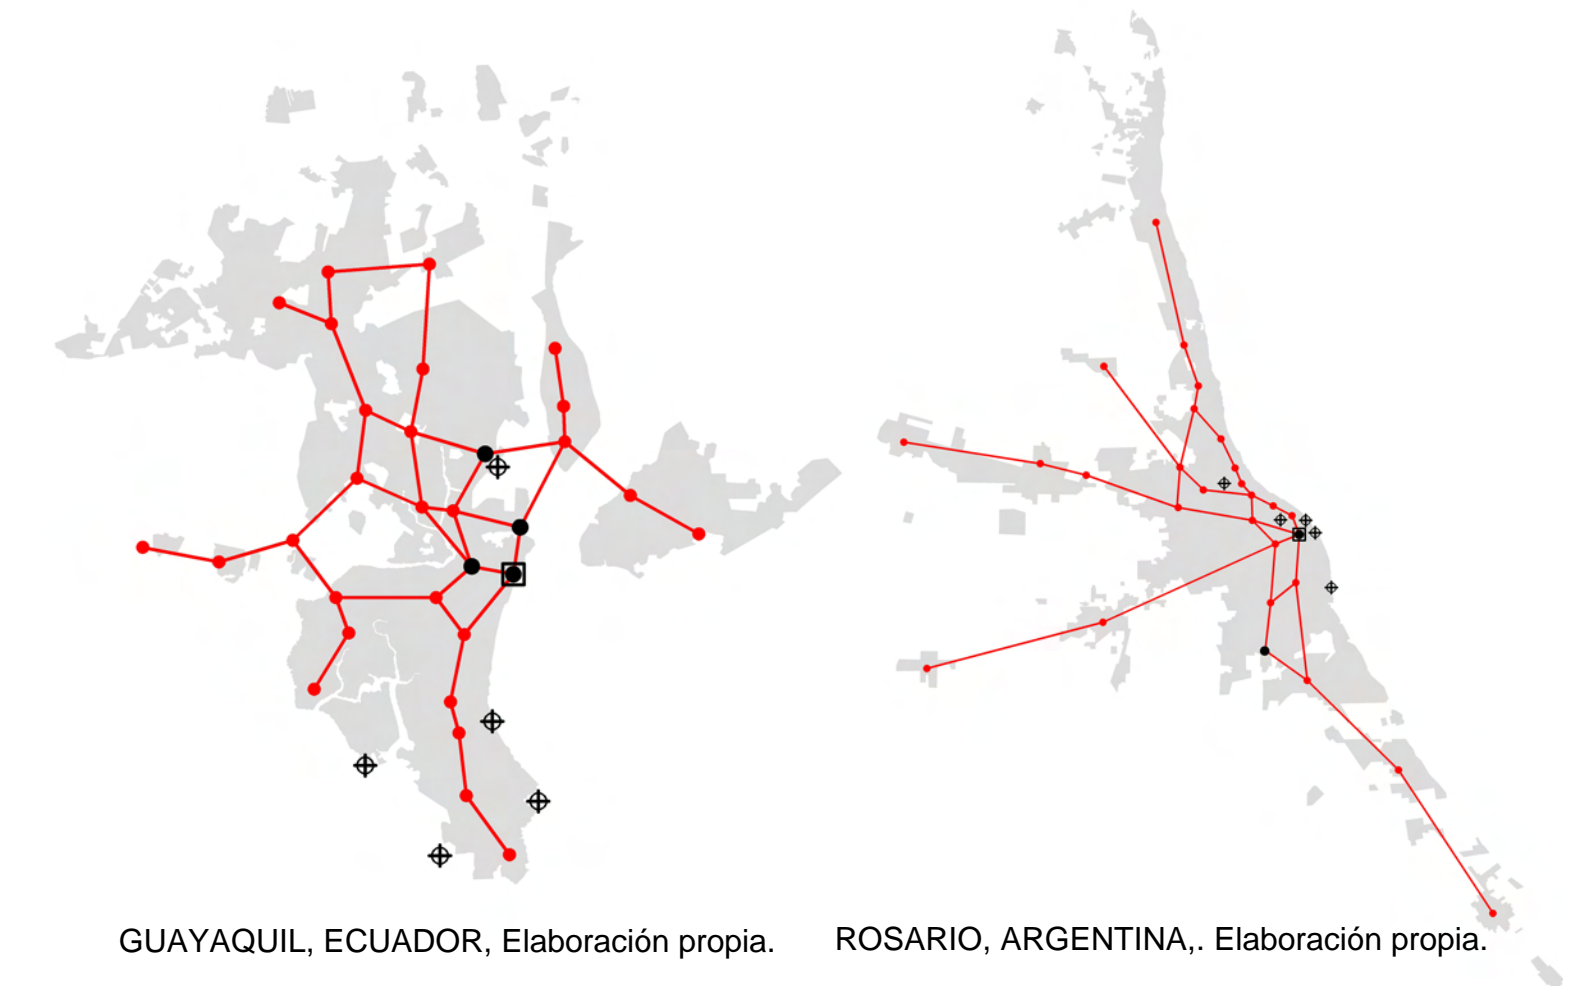 GUAYAQUIL, ECUADOR, Elaboración propia.
ROSARIO, ARGENTINA,. Elaboración propia.